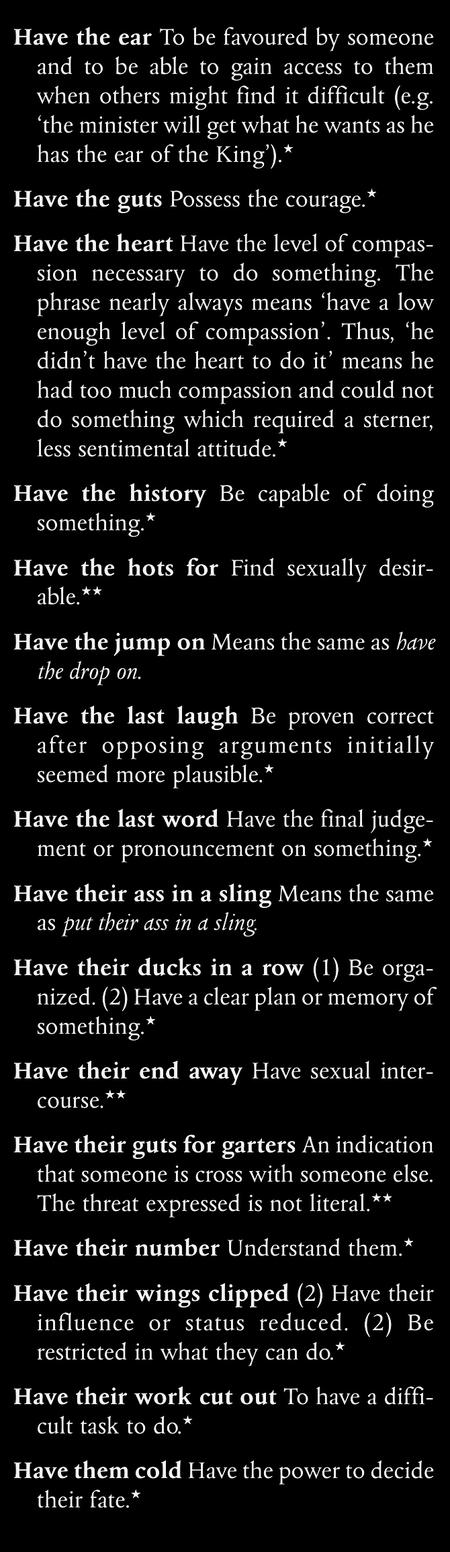 Have the ear To be favoured by someone
and to be able to gain access to them
when others might find it difficult (e.g.
‘the minister will get what he wants as he
has the ear of the King’).★
Have the guts Possess the courage.★
Have the heart Have the level of compas-
sion necessary to do something. The
phrase nearly always means ‘have a low
enough level of compassion’. Thus, ‘he
didn’t have the heart to do it’ means he
had too much compassion and could not
do something which required a sterner,
less sentimental attitude.★
Have the history Be capable of doing
something.★
Have the hots for Find sexually desir-
able.★★
Have the jump on Means the same as have
the drop on.
Have the last laugh Be proven correct
after opposing arguments initially
seemed more plausible.★
Have the last word Have the final judge-
ment or pronouncement on something.★
Have their ass in a sling Means the same
as put their ass in a sling.
Have their ducks in a row (1) Be orga-
nized. (2) Have a clear plan or memory of
something.★
Have their end away Have sexual inter-
course.★★
Have their guts for garters An indication
that someone is cross with someone else.
The threat expressed is not literal.★★
Have their number Understand them.★
Have their wings clipped (2) Have their
influence or status reduced. (2) Be
restricted in what they can do.★
Have their work cut out To have a diffi-
cult task to do.★
Have them cold Have the power to decide
their fate.★